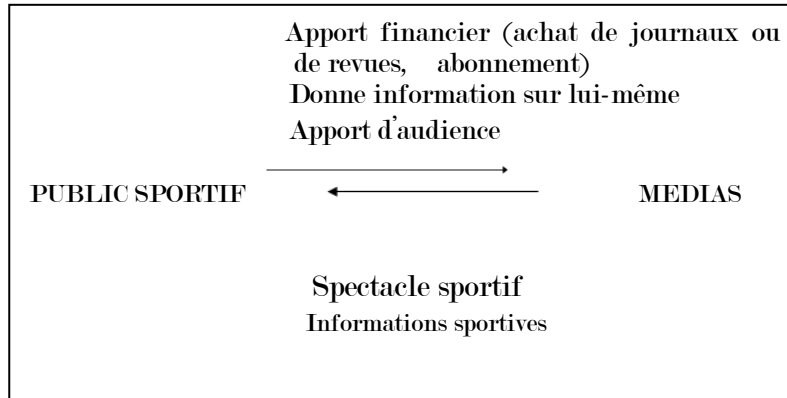 Apport financier (achat de journaux ou
de revues, abonnement)
Donne information sur lui-même
Apport d'audience
PUBLIC SPORTIF MEDIAS
Spectacle sportif
Informations sportives